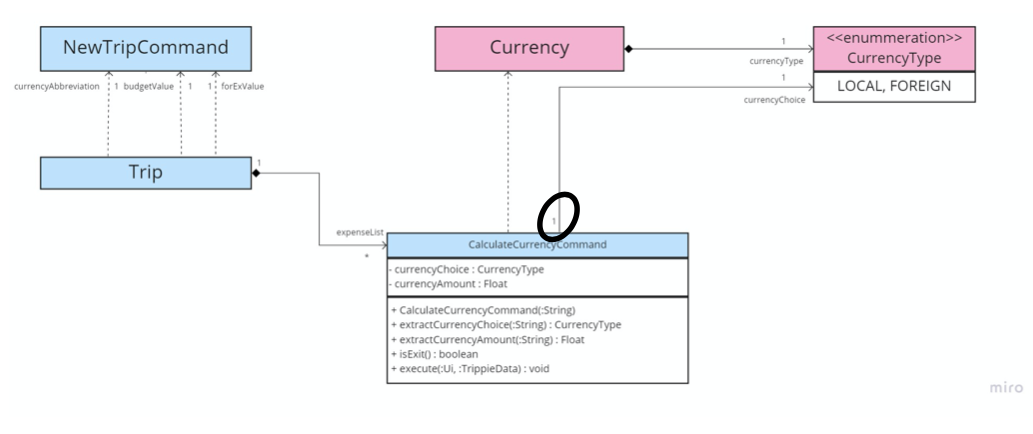 NewTripCommand
Currency
<<enummeration>>
CurrencyType
LOCAL, FOREIGN
1
currencyType
1
currencyChoice
currencyAbbreviation
1
budgetValue
1
1
forExValue
Trip
1
expenseList
*
1
CalculateCurrencyCommand
- currencyChoice : CurrencyType
- currencyAmount : Float
+ CalculateCurrencyCommand(:String)
+ extractCurrencyChoice(:String) : CurrencyType
+ extractCurrencyAmount(:String) : Float
+ isExit() : boolean
+ execute(:Ui, :TrippieData) : void
miro